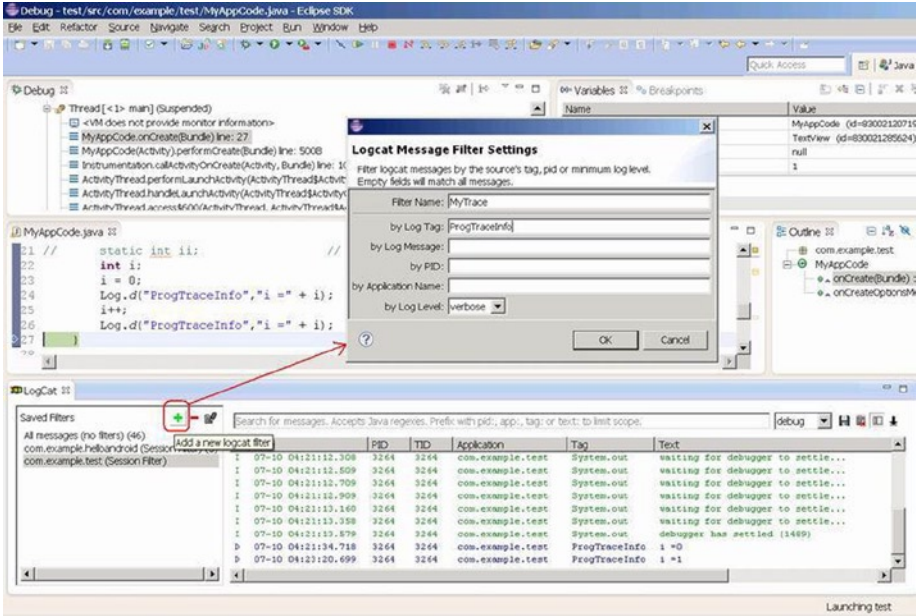 Debug - test/src/com/example/test/MyAppCode.java - Eclipse SDK
File Edit Refactor Source Navigate Search Project Run Window Help
Quick Access
Java
Debug
Thread [<1> main] (Suspended)
<VM does not provide monitor information>
MyAppCode.onCreate(Bundle) line: 27
MyAppCode(Activity).performCreate(Bundle) line: 5008
Instrumentation.callActivityOnCreate(Activity, Bundle) line: 10
ActivityThread.performLaunchActivity(ActivityThread$Activit
ActivityThread.handleLaunchActivity(ActivityThread$Activity
ActivityThread.access$600(ActivityThread, ActivityThread$A
Variables
Breakpoints
Name Value
MyAppCode (id=83002120719
TextView (id=830021285624)
null
1
Logcat Message Filter Settings
Filter logcat messages by the source's tag, pid or minimum log level.
Empty fields will match all messages.
Filter Name: MyTrace
by Log Tag: ProgTraceInfo
by Log Message:
by PID:
by Application Name:
by Log Level: verbose
OK Cancel
MyAppCode.java
21 // static int ii; //
22 int i;
23 i = 0;
24 Log.d("ProgTraceInfo","i =" + i);
25 i++;
26 Log.d("ProgTraceInfo","i =" + i);
27 }
Outline
com.example.test
MyAppCode
onCreate(Bundle) :
onCreateOptionsMe
LogCat
Saved Filters
All messages (no filters) (46)
com.example.helloandroid (Session
com.example.test (Session Filter)
Add a new logcat filter
Search for messages. Accepts Java regexes. Prefix with pid:, app:, tag: or text: to limit scope.
debug
PID TID Application Tag Text
I 07-10 04:21:12.308 3264 3264 com.example.test System.out waiting for debugger to settle...
I 07-10 04:21:12.509 3264 3264 com.example.test System.out waiting for debugger to settle...
I 07-10 04:21:12.709 3264 3264 com.example.test System.out waiting for debugger to settle...
I 07-10 04:21:12.909 3264 3264 com.example.test System.out waiting for debugger to settle...
I 07-10 04:21:13.160 3264 3264 com.example.test System.out waiting for debugger to settle...
I 07-10 04:21:13.358 3264 3264 com.example.test System.out waiting for debugger to settle...
I 07-10 04:21:13.579 3264 3264 com.example.test System.out debugger has settled (1489)
D 07-10 04:21:34.718 3264 3264 com.example.test ProgTraceInfo i =0
D 07-10 04:23:20.699 3264 3264 com.example.test ProgTraceInfo i =1
Launching test